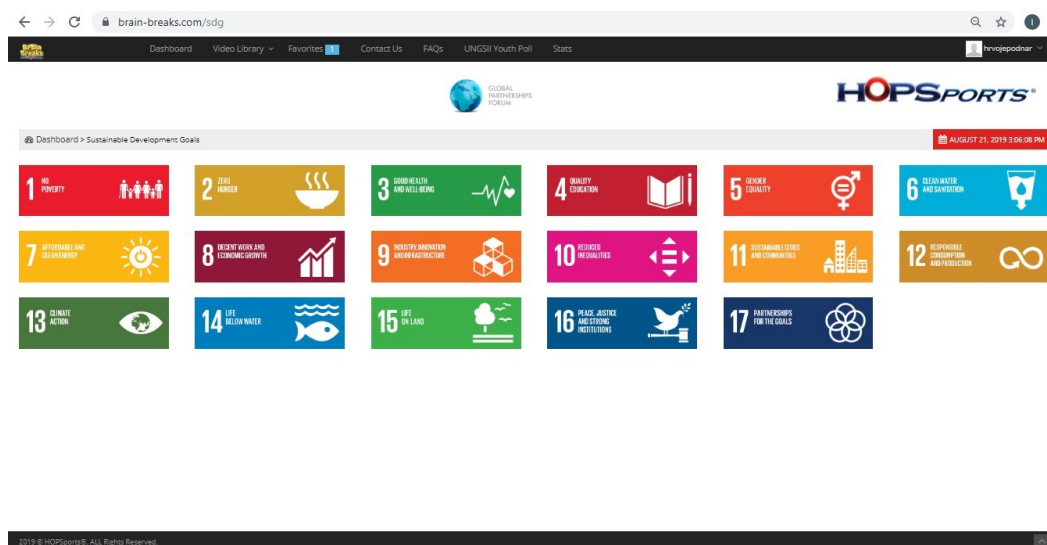 brain-breaks.com/sdg
I
Brain Breaks
Dashboard Video Library Favorites 1 Contact Us FAQs UNGSII Youth Poll Stats
hrvojepodnar
GLOBAL
PARTNERSHIPS
FORUM
HOPSPORTS®
Dashboard > Sustainable Development Goals
AUGUST 21, 2019 3:06:08 PM
1 NO
POVERTY
2 ZERO
HUNGER
3 GOOD HEALTH
AND WELL-BEING
4 QUALITY
EDUCATION
5 GENDER
EQUALITY
6 CLEAN WATER
AND SANITATION
7 AFFORDABLE AND
CLEAN ENERGY
8 DECENT WORK AND
ECONOMIC GROWTH
9 INDUSTRY, INNOVATION
AND INFRASTRUCTURE
10 REDUCED
INEQUALITIES
11 SUSTAINABLE CITIES
AND COMMUNITIES
12 RESPONSIBLE
CONSUMPTION
AND PRODUCTION
13 CLIMATE
ACTION
14 LIFE
BELOW WATER
15 LIFE
ON LAND
16 PEACE, JUSTICE
AND STRONG
INSTITUTIONS
17 PARTNERSHIPS
FOR THE GOALS
2019 © HOPSports®. ALL Rights Reserved.